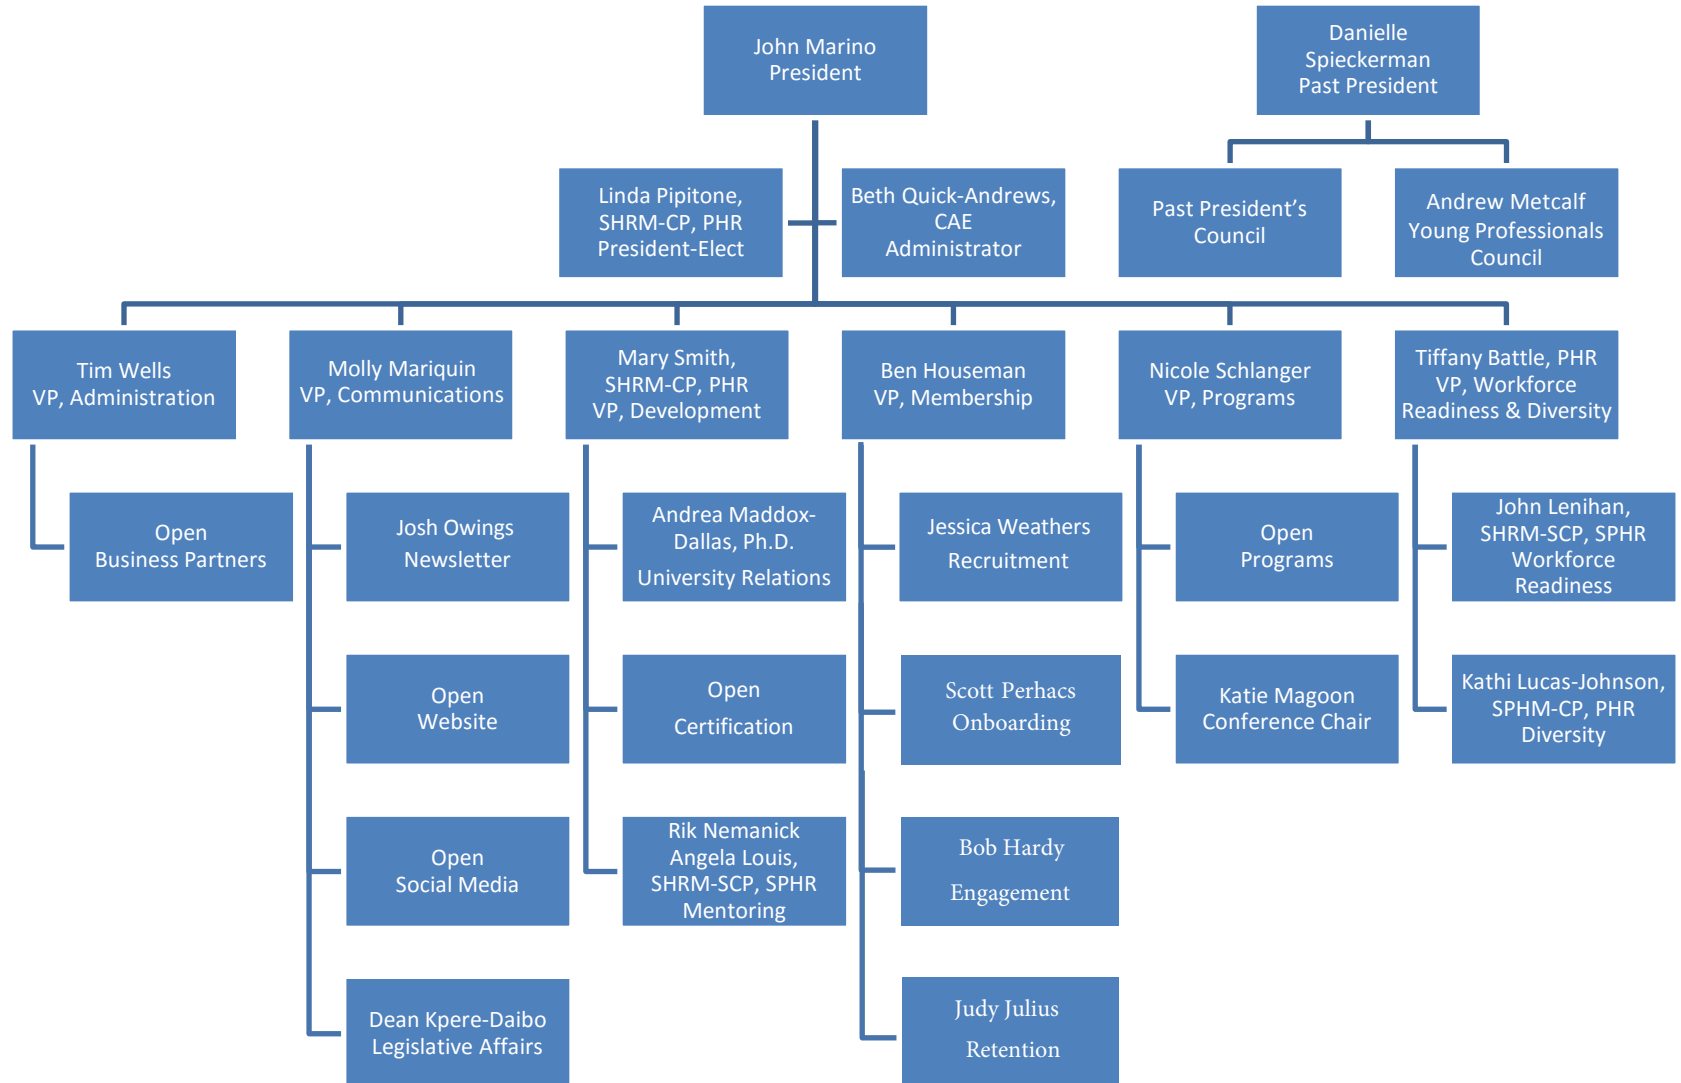 John Marino
President
Danielle
Spieckerman
Past President
Linda Pipitone,
SHRM-CP, PHR
President-Elect
Beth Quick-Andrews,
CAE
Administrator
Past President’s
Council
Andrew Metcalf
Young Professionals
Council
Tim Wells
VP, Administration
Molly Mariquin
VP, Communications
Mary Smith,
SHRM-CP, PHR
VP, Development
Ben Houseman
VP, Membership
Nicole Schlanger
VP, Programs
Tiffany Battle, PHR
VP, Workforce
Readiness & Diversity
Open
Business Partners
Josh Owings
Newsletter
Andrea Maddox-
Dallas, Ph.D.
University Relations
Jessica Weathers
Recruitment
Open
Programs
John Lenihan,
SHRM-SCP, SPHR
Workforce
Readiness
Open
Website
Open
Certification
Scott Perhacs
Onboarding
Katie Magoon
Conference Chair
Kathi Lucas-Johnson,
SPHM-CP, PHR
Diversity
Open
Social Media
Rik Nemanick
Angela Louis,
SHRM-SCP, SPHR
Mentoring
Bob Hardy
Engagement
Dean Kpere-Daibo
Legislative Affairs
Judy Julius
Retention